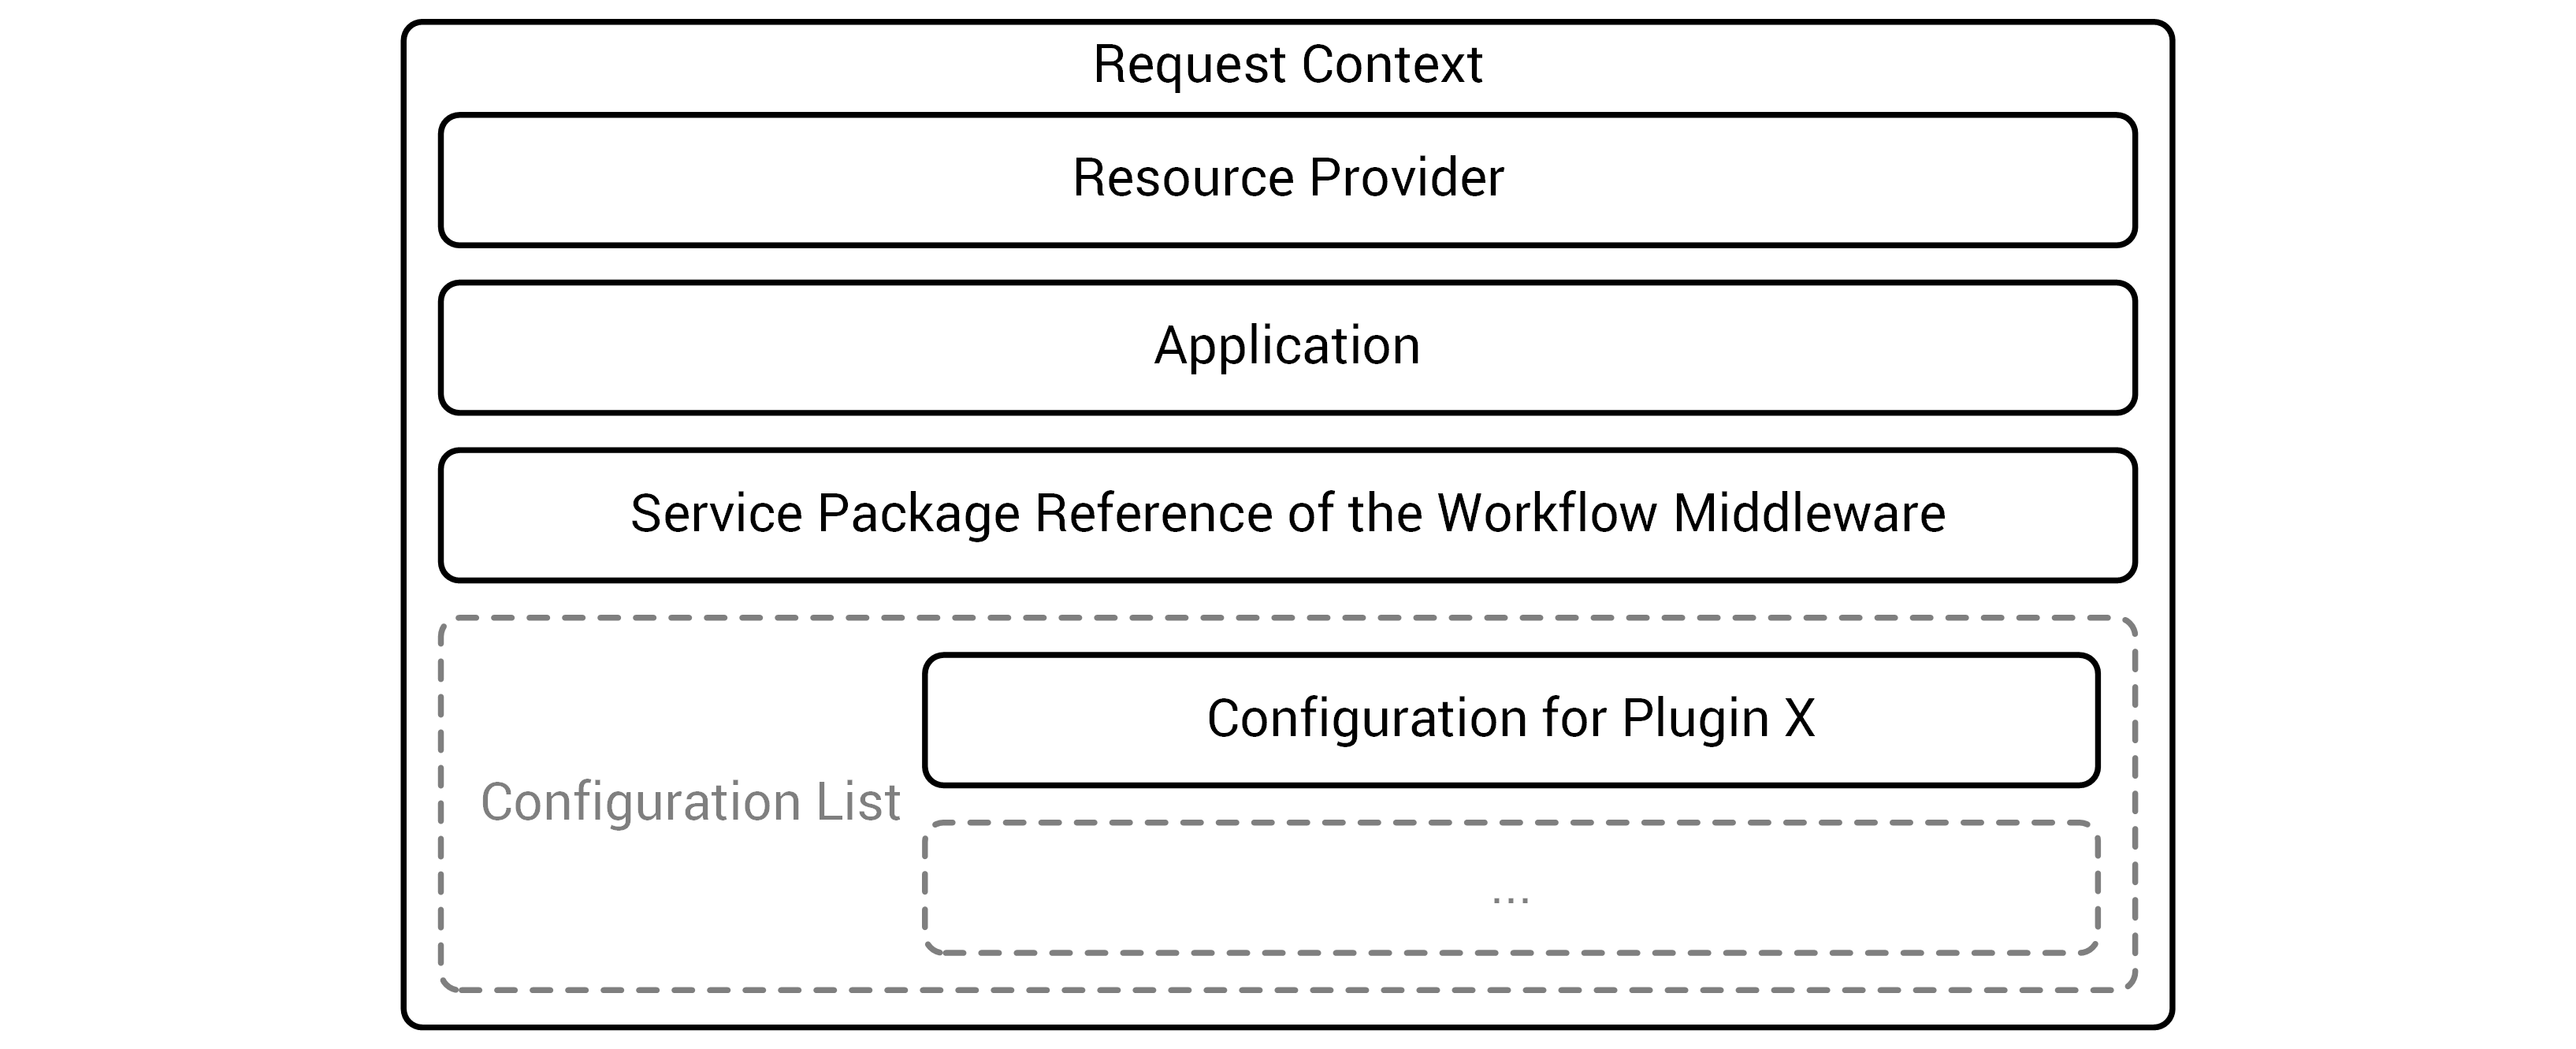 Request Context
Resource Provider
Application
Service Package Reference of the Workflow Middleware
Configuration List
Configuration for Plugin X
...